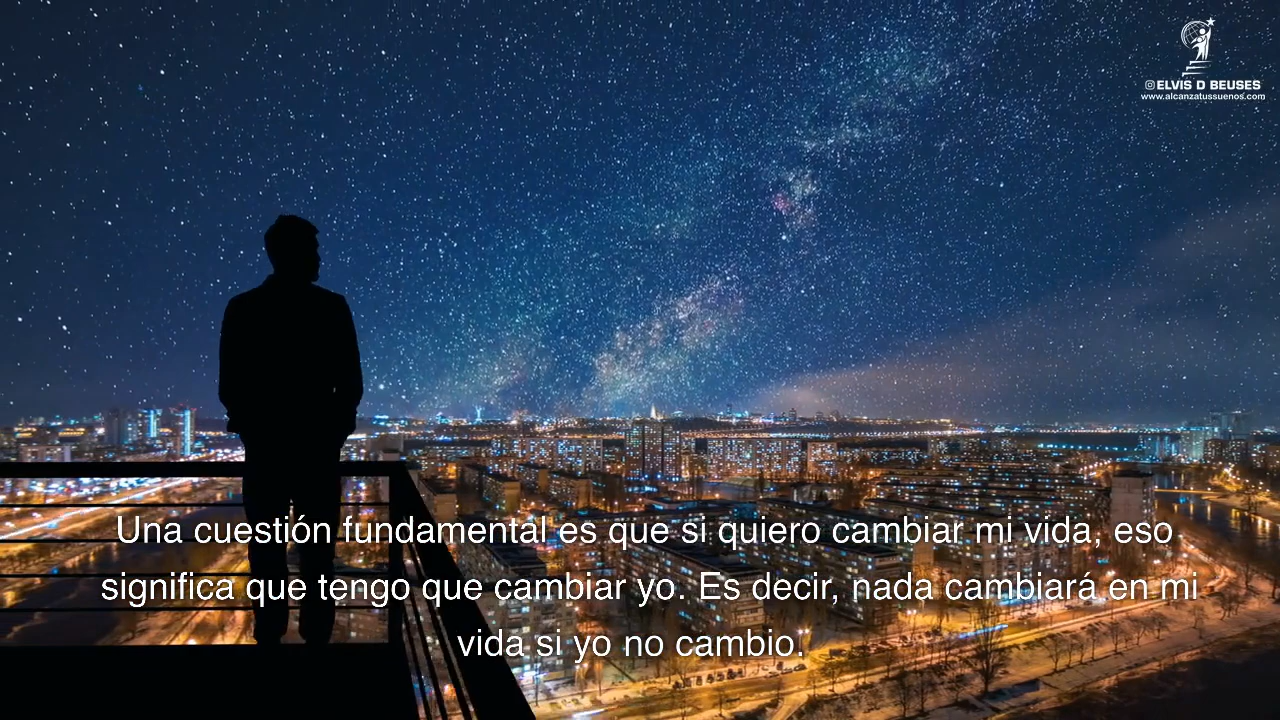 @ELVIS D BEUSES
www.alcanzatussuenos.com
Una cuestión fundamental es que si quiero cambiar mi vida, eso
significa que tengo que cambiar yo. Es decir, nada cambiará en mi
vida si yo no cambio.